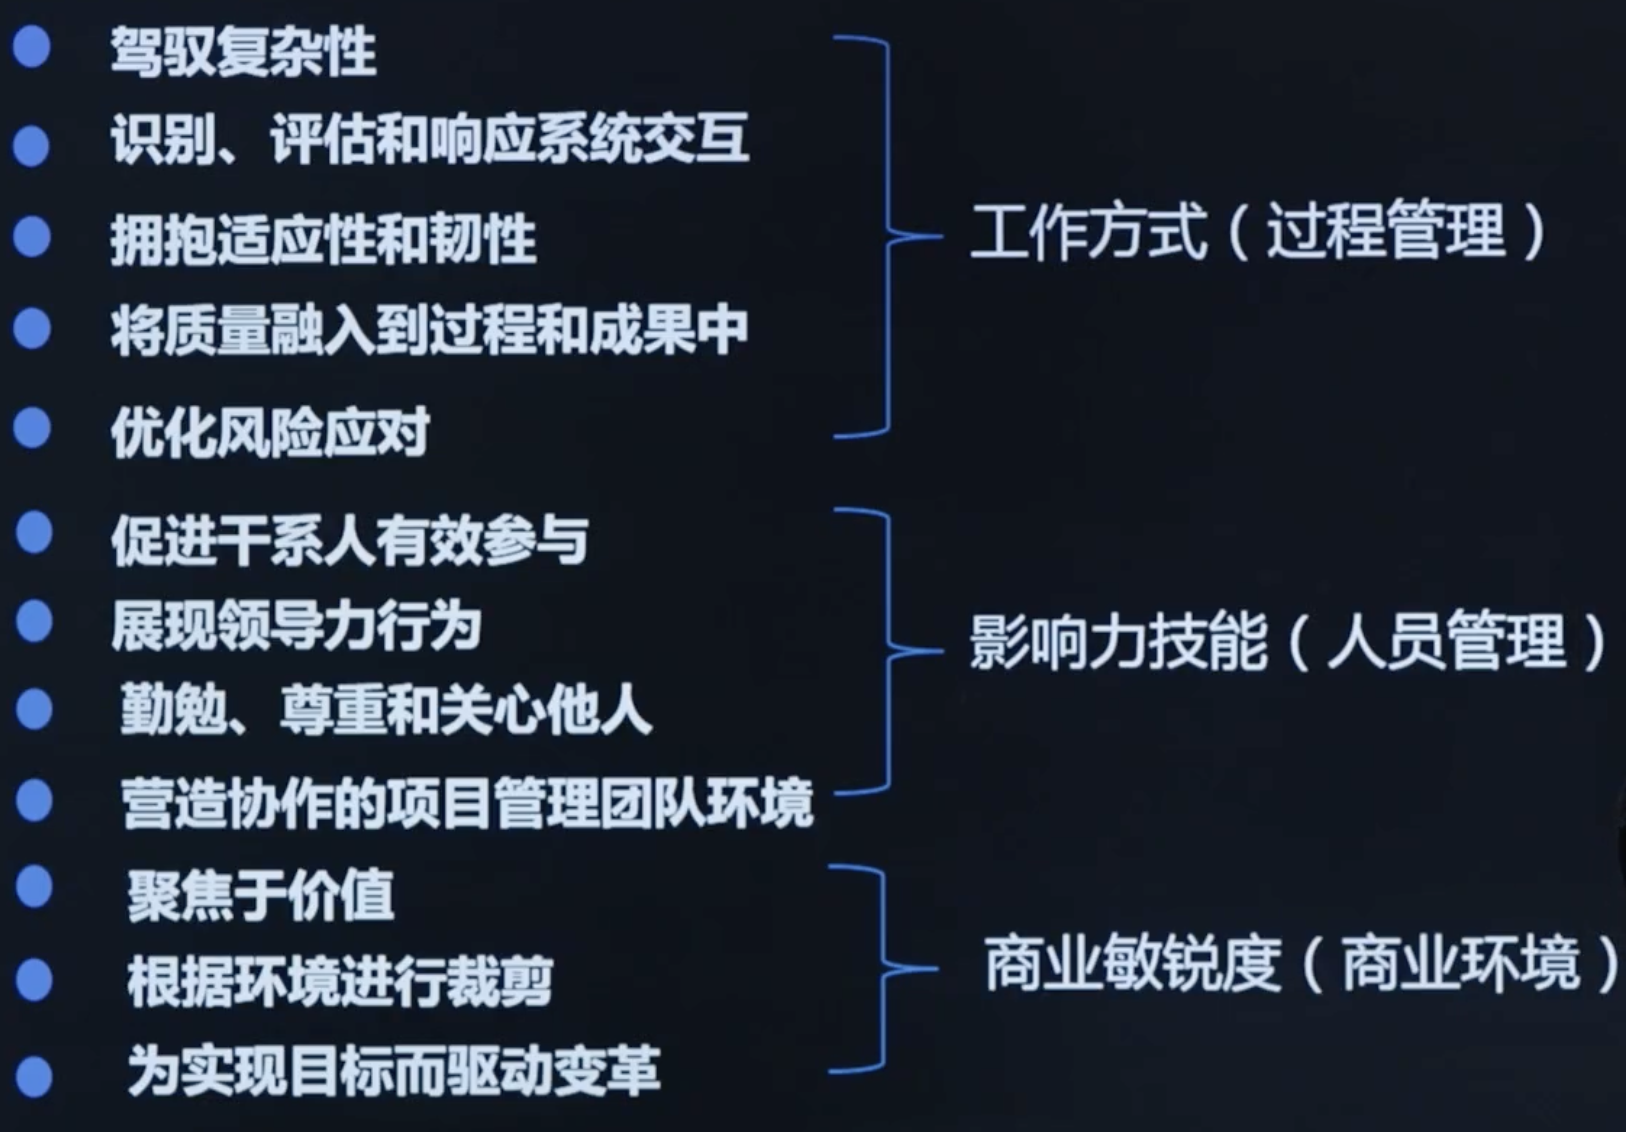 驾驭复杂性
识别、评估和响应系统交互
拥抱适应性和韧性
将质量融入到过程和成果中
优化风险应对
工作方式（过程管理）
促进干系人有效参与
展现领导力行为
勤勉、尊重和关心他人
营造协作的项目管理团队环境
影响力技能（人员管理）
聚焦于价值
根据环境进行裁剪
为实现目标而驱动变革
商业敏锐度（商业环境）